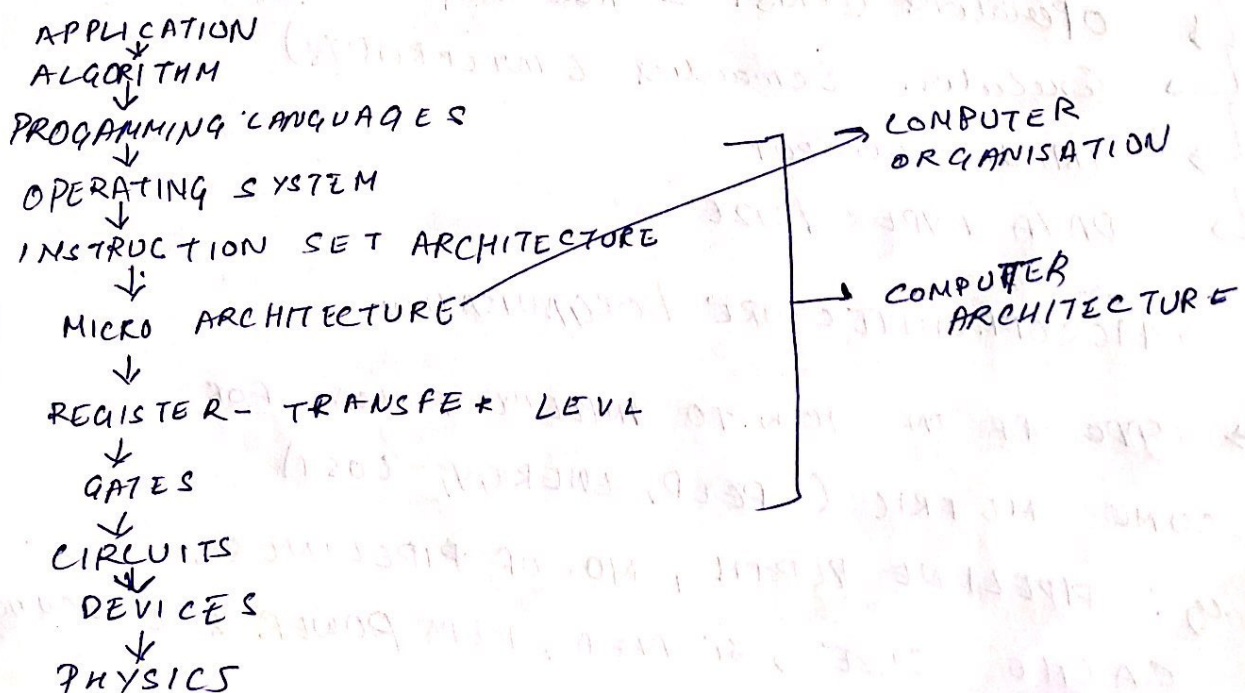 APPLICATION
ALGORITHM
PROGAMMING LANGUAGES
OPERATING SYSTEM
INSTRUCTION SET ARCHITECTURE
MICRO ARCHITECTURE
REGISTER - TRANSFER LEVL
GATES
CIRCUITS
DEVICES
PHYSICS
COMPUTER
ORGANISATION
COMPUTER
ARCHITECTURE